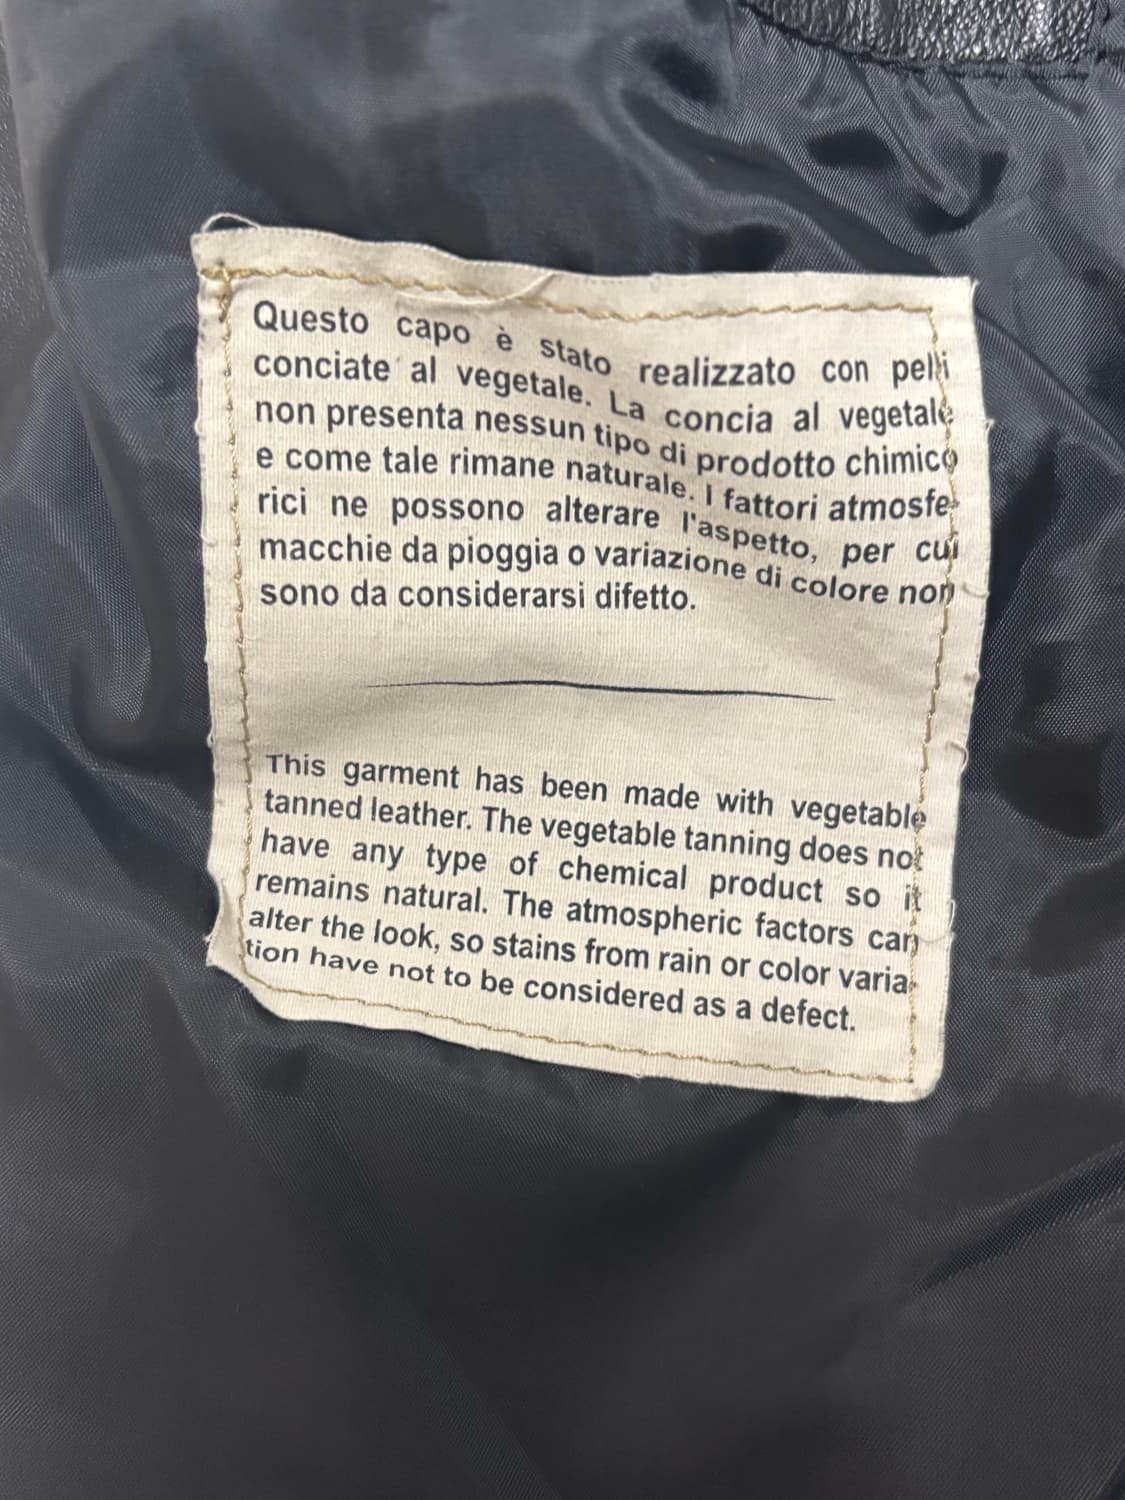 Questo capo è stato realizzato con pelli
conciate al vegetale. La concia al vegetale
non presenta nessun tipo di prodotto chimico
e come tale rimane naturale. I fattori atmosfe-
rici ne possono alterare l'aspetto, per cui
macchie da pioggia o variazione di colore non
sono da considerarsi difetto.
This garment has been made with vegetable
tanned leather. The vegetable tanning does not
have any type of chemical product so it
remains natural. The atmospheric factors can
alter the look, so stains from rain or color varia-
tion have not to be considered as a defect.